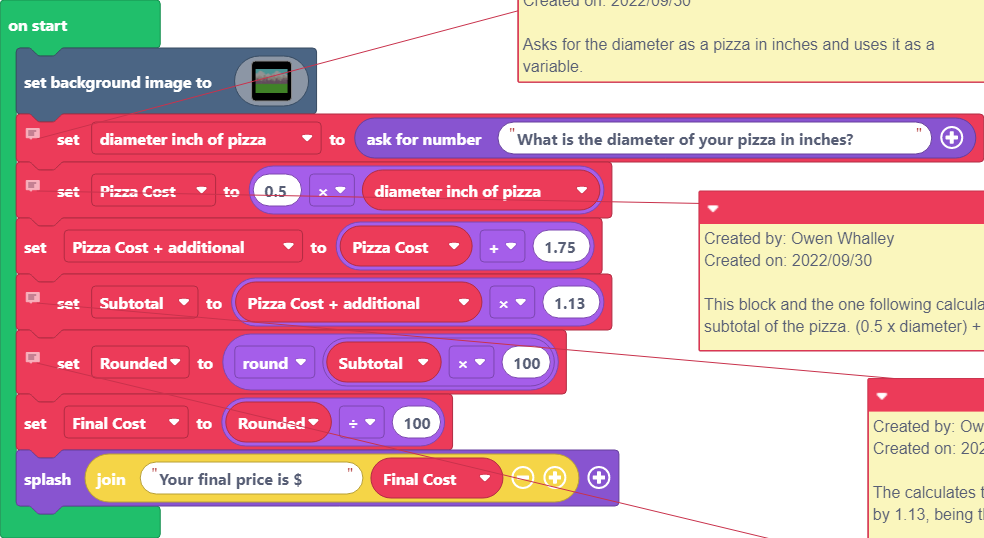 Created on: 2022/09/30
on start
Asks for the diameter as a pizza in inches and uses it as a
variable.
set background image to
set diameter inch of pizza to ask for number "What is the diameter of your pizza in inches?"
set Pizza Cost to 0.5 × diameter inch of pizza
set Pizza Cost + additional to Pizza Cost + 1.75
Created by: Owen Whalley
Created on: 2022/09/30
set Subtotal to Pizza Cost + additional × 1.13
This block and the one following calcula
subtotal of the pizza. (0.5 x diameter) +
set Rounded to round Subtotal × 100
set Final Cost to Rounded ÷ 100
Created by: Ow
Created on: 202
splash join "Your final price is $ " Final Cost
The calculates t
by 1.13, being th